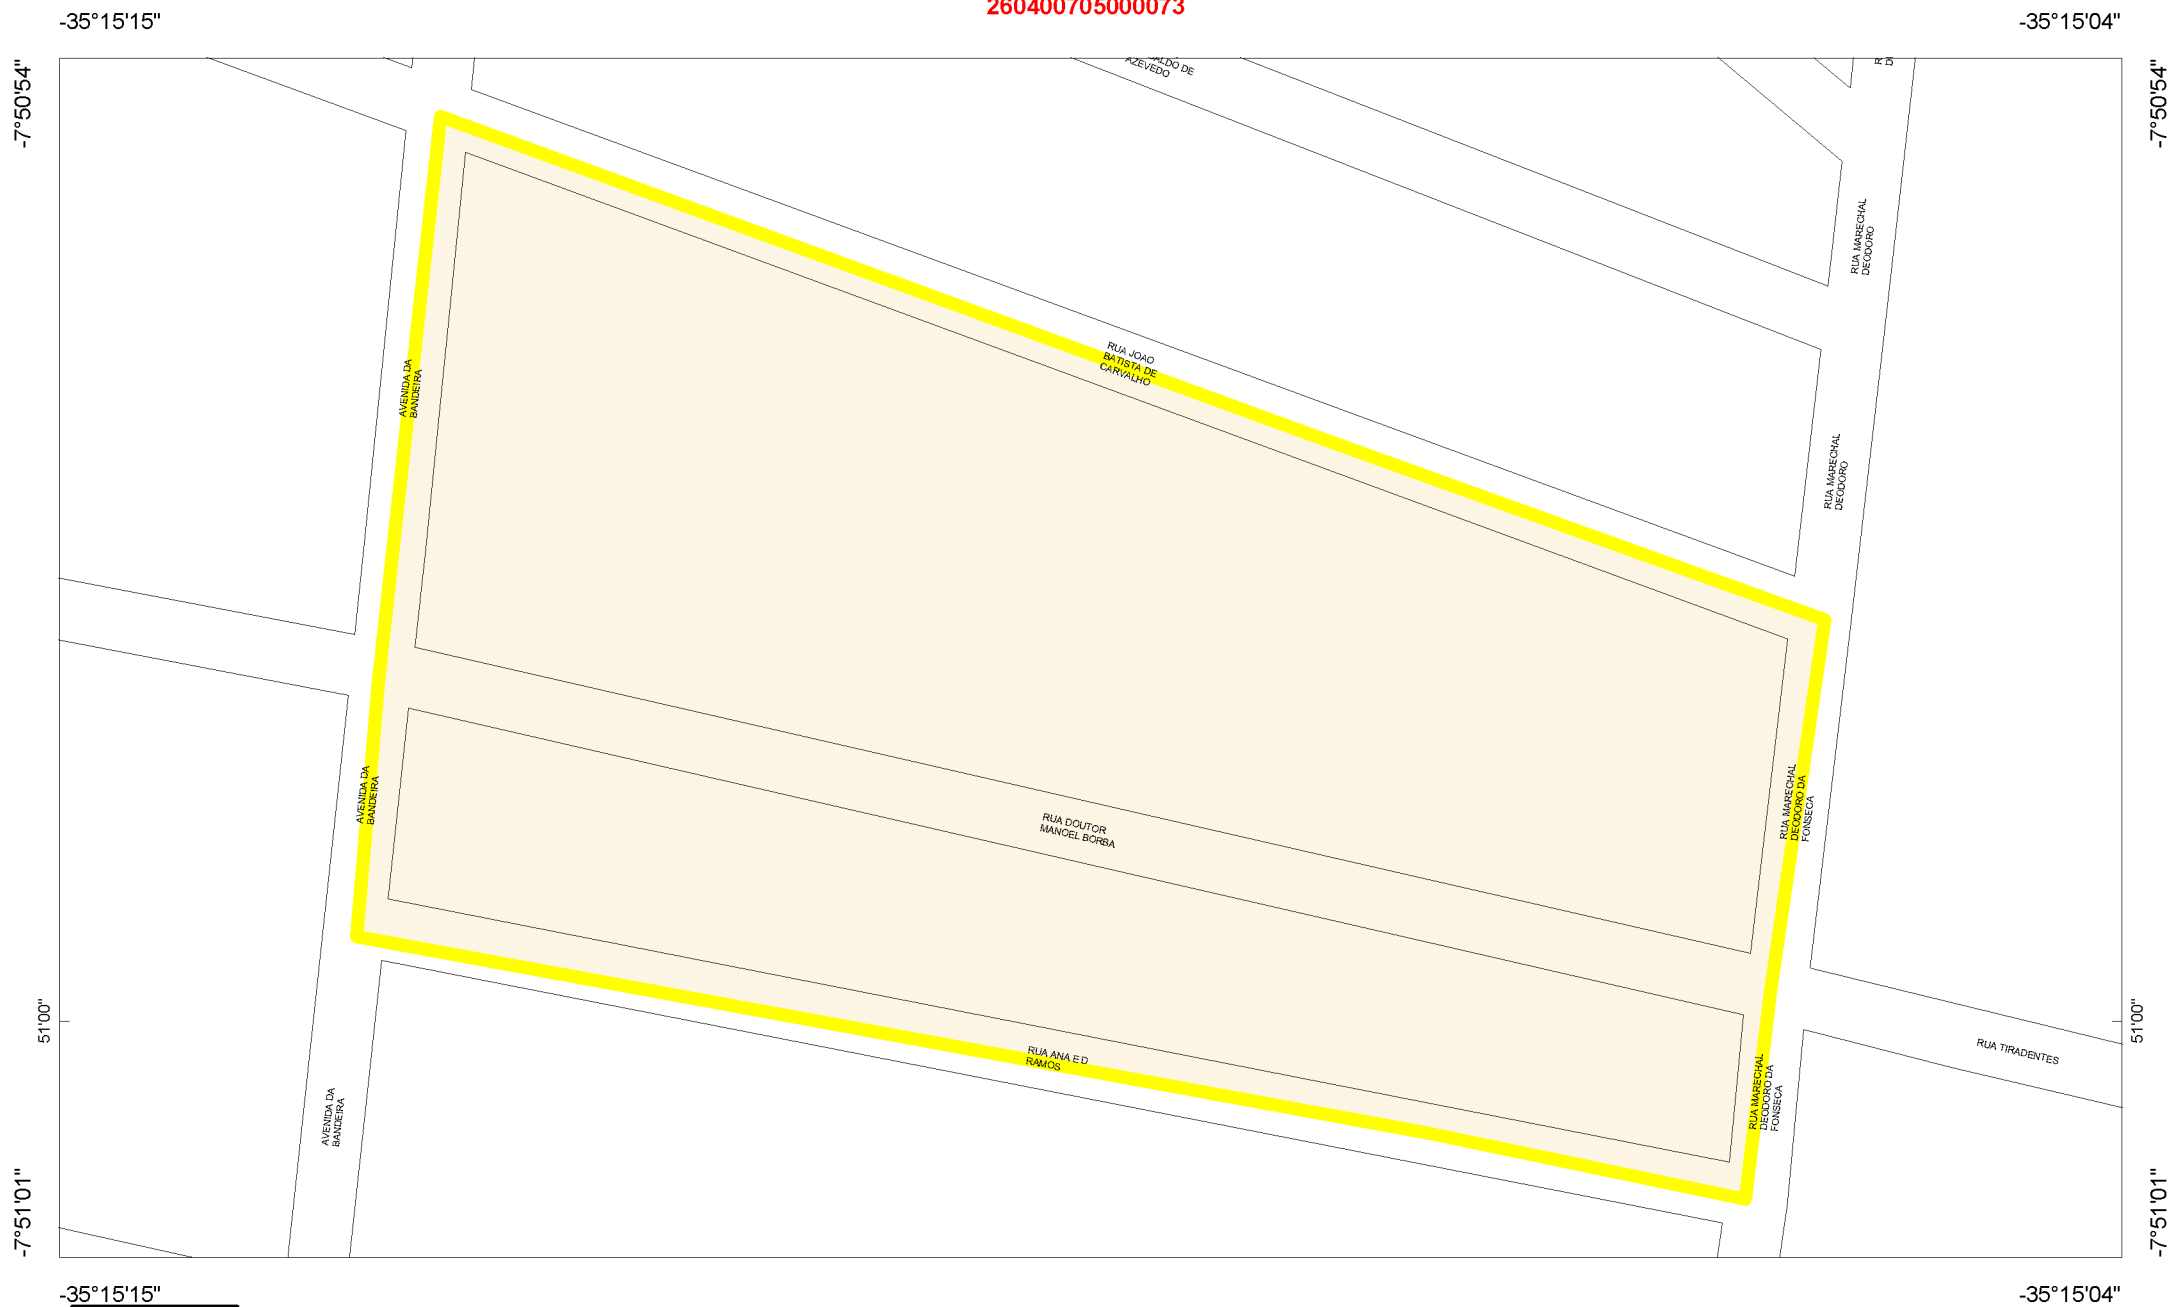 260400705000073
-35°15'15"
-35°15'04"
-7°50'54"
-7°50'54"
AZEVEDO
RUA MARECHAL
DEODORO
RUA JOAO
BATISTA DE
CARVALHO
AVENIDA DA
BANDEIRA
RUA MARECHAL
DEODORO
AVENIDA DA
BANDEIRA
RUA DOUTOR
MANOEL BORBA
RUA MARECHAL
DEODORO DA
FONSECA
51'00"
51'00"
RUA ANA E D
RAMOS
RUA TIRADENTES
AVENIDA DA
BANDEIRA
RUA MARECHAL
DEODORO DA
FONSECA
-7°51'01"
-7°51'01"
-35°15'15"
-35°15'04"